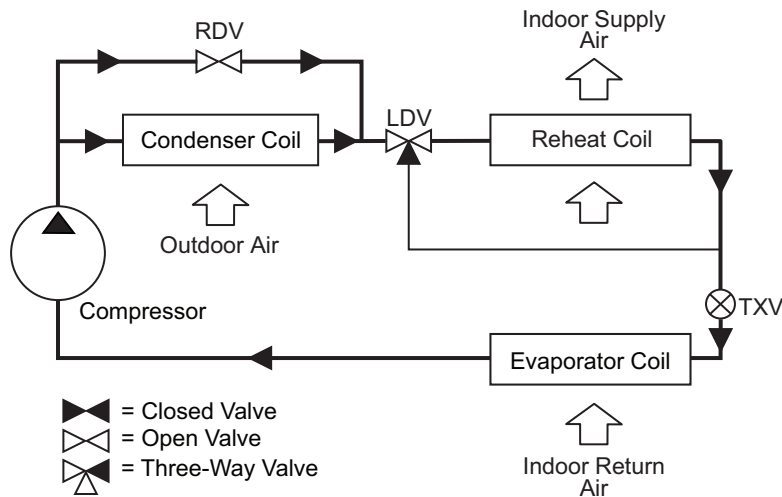 RDV
Indoor Supply
Air
LDV
Condenser Coil
Reheat Coil
Outdoor Air
Compressor
TXV
Evaporator Coil
= Closed Valve
= Open Valve
= Three-Way Valve
Indoor Return
Air